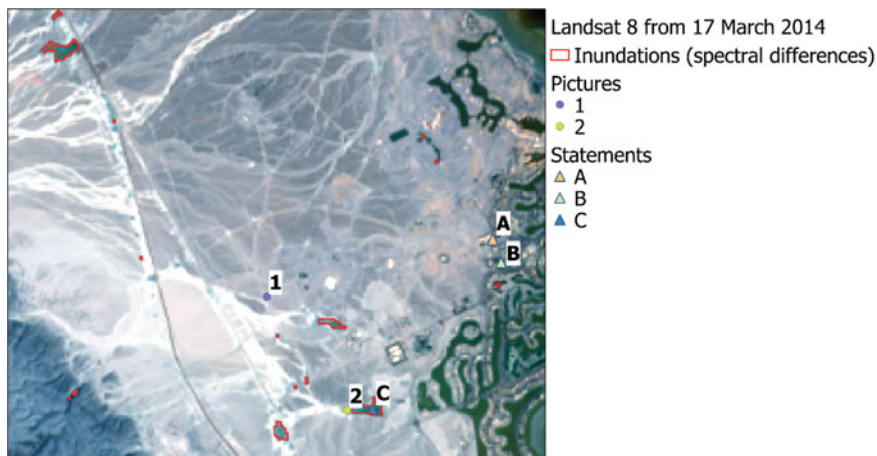 Landsat 8 from 17 March 2014
Inundations (spectral differences)
Pictures
1
2
Statements
A
B
C
A
B
1
2 C